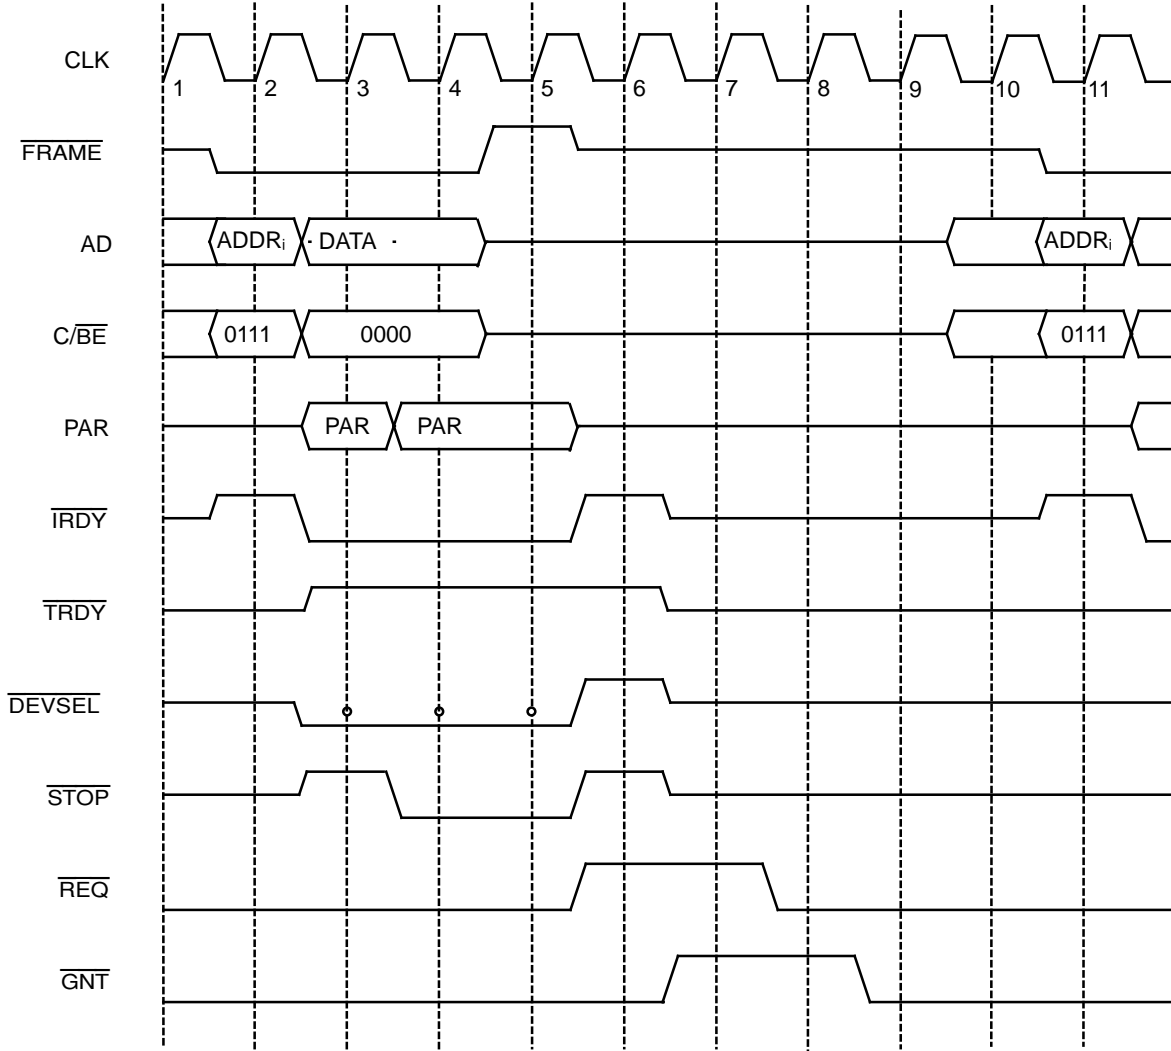 CLK
1 2 3 4 5 6 7 8 9 10 11
FRAME
AD
ADDRi DATA ADDRi
C/BE
0111 0000 0111
PAR
PAR PAR
IRDY
TRDY
DEVSEL
STOP
REQ
GNT